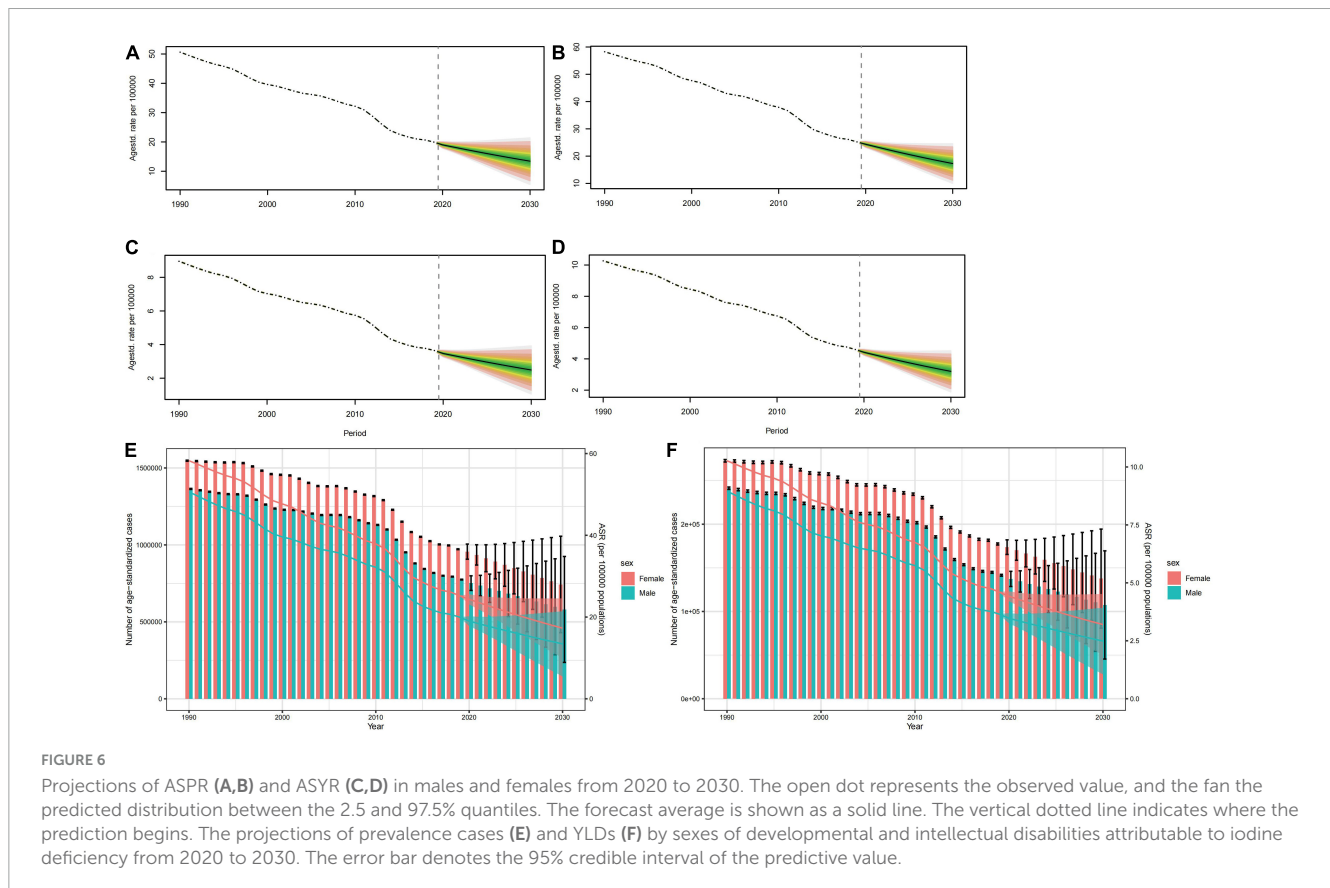 A
B
Agestd. rate per 100000
50
40
30
20
10
1990
2000
2010
2020
2030
Agestd. rate per 100000
60
50
40
30
20
10
1990
2000
2010
2020
2030
C
D
Agestd. rate per 100000
8
6
4
2
1990
2000
2010
2020
2030
Period
Agestd. rate per 100000
10
8
6
4
2
1990
2000
2010
2020
2030
Period
E
Number of age−standardized cases
1500000
1000000
500000
0
1990
2000
2010
2020
2030
Year
60
40
20
0
ASR (per 100000 populations)
sex
Female
Male
F
Number of age−standardized cases
2e+05
1e+05
0e+00
1990
2000
2010
2020
2030
Year
10.0
7.5
5.0
2.5
0.0
ASR (per 100000 populations)
sex
Female
Male
FIGURE 6
Projections of ASPR (A,B) and ASYR (C,D) in males and females from 2020 to 2030. The open dot represents the observed value, and the fan the
predicted distribution between the 2.5 and 97.5% quantiles. The forecast average is shown as a solid line. The vertical dotted line indicates where the
prediction begins. The projections of prevalence cases (E) and YLDs (F) by sexes of developmental and intellectual disabilities attributable to iodine
deficiency from 2020 to 2030. The error bar denotes the 95% credible interval of the predictive value.